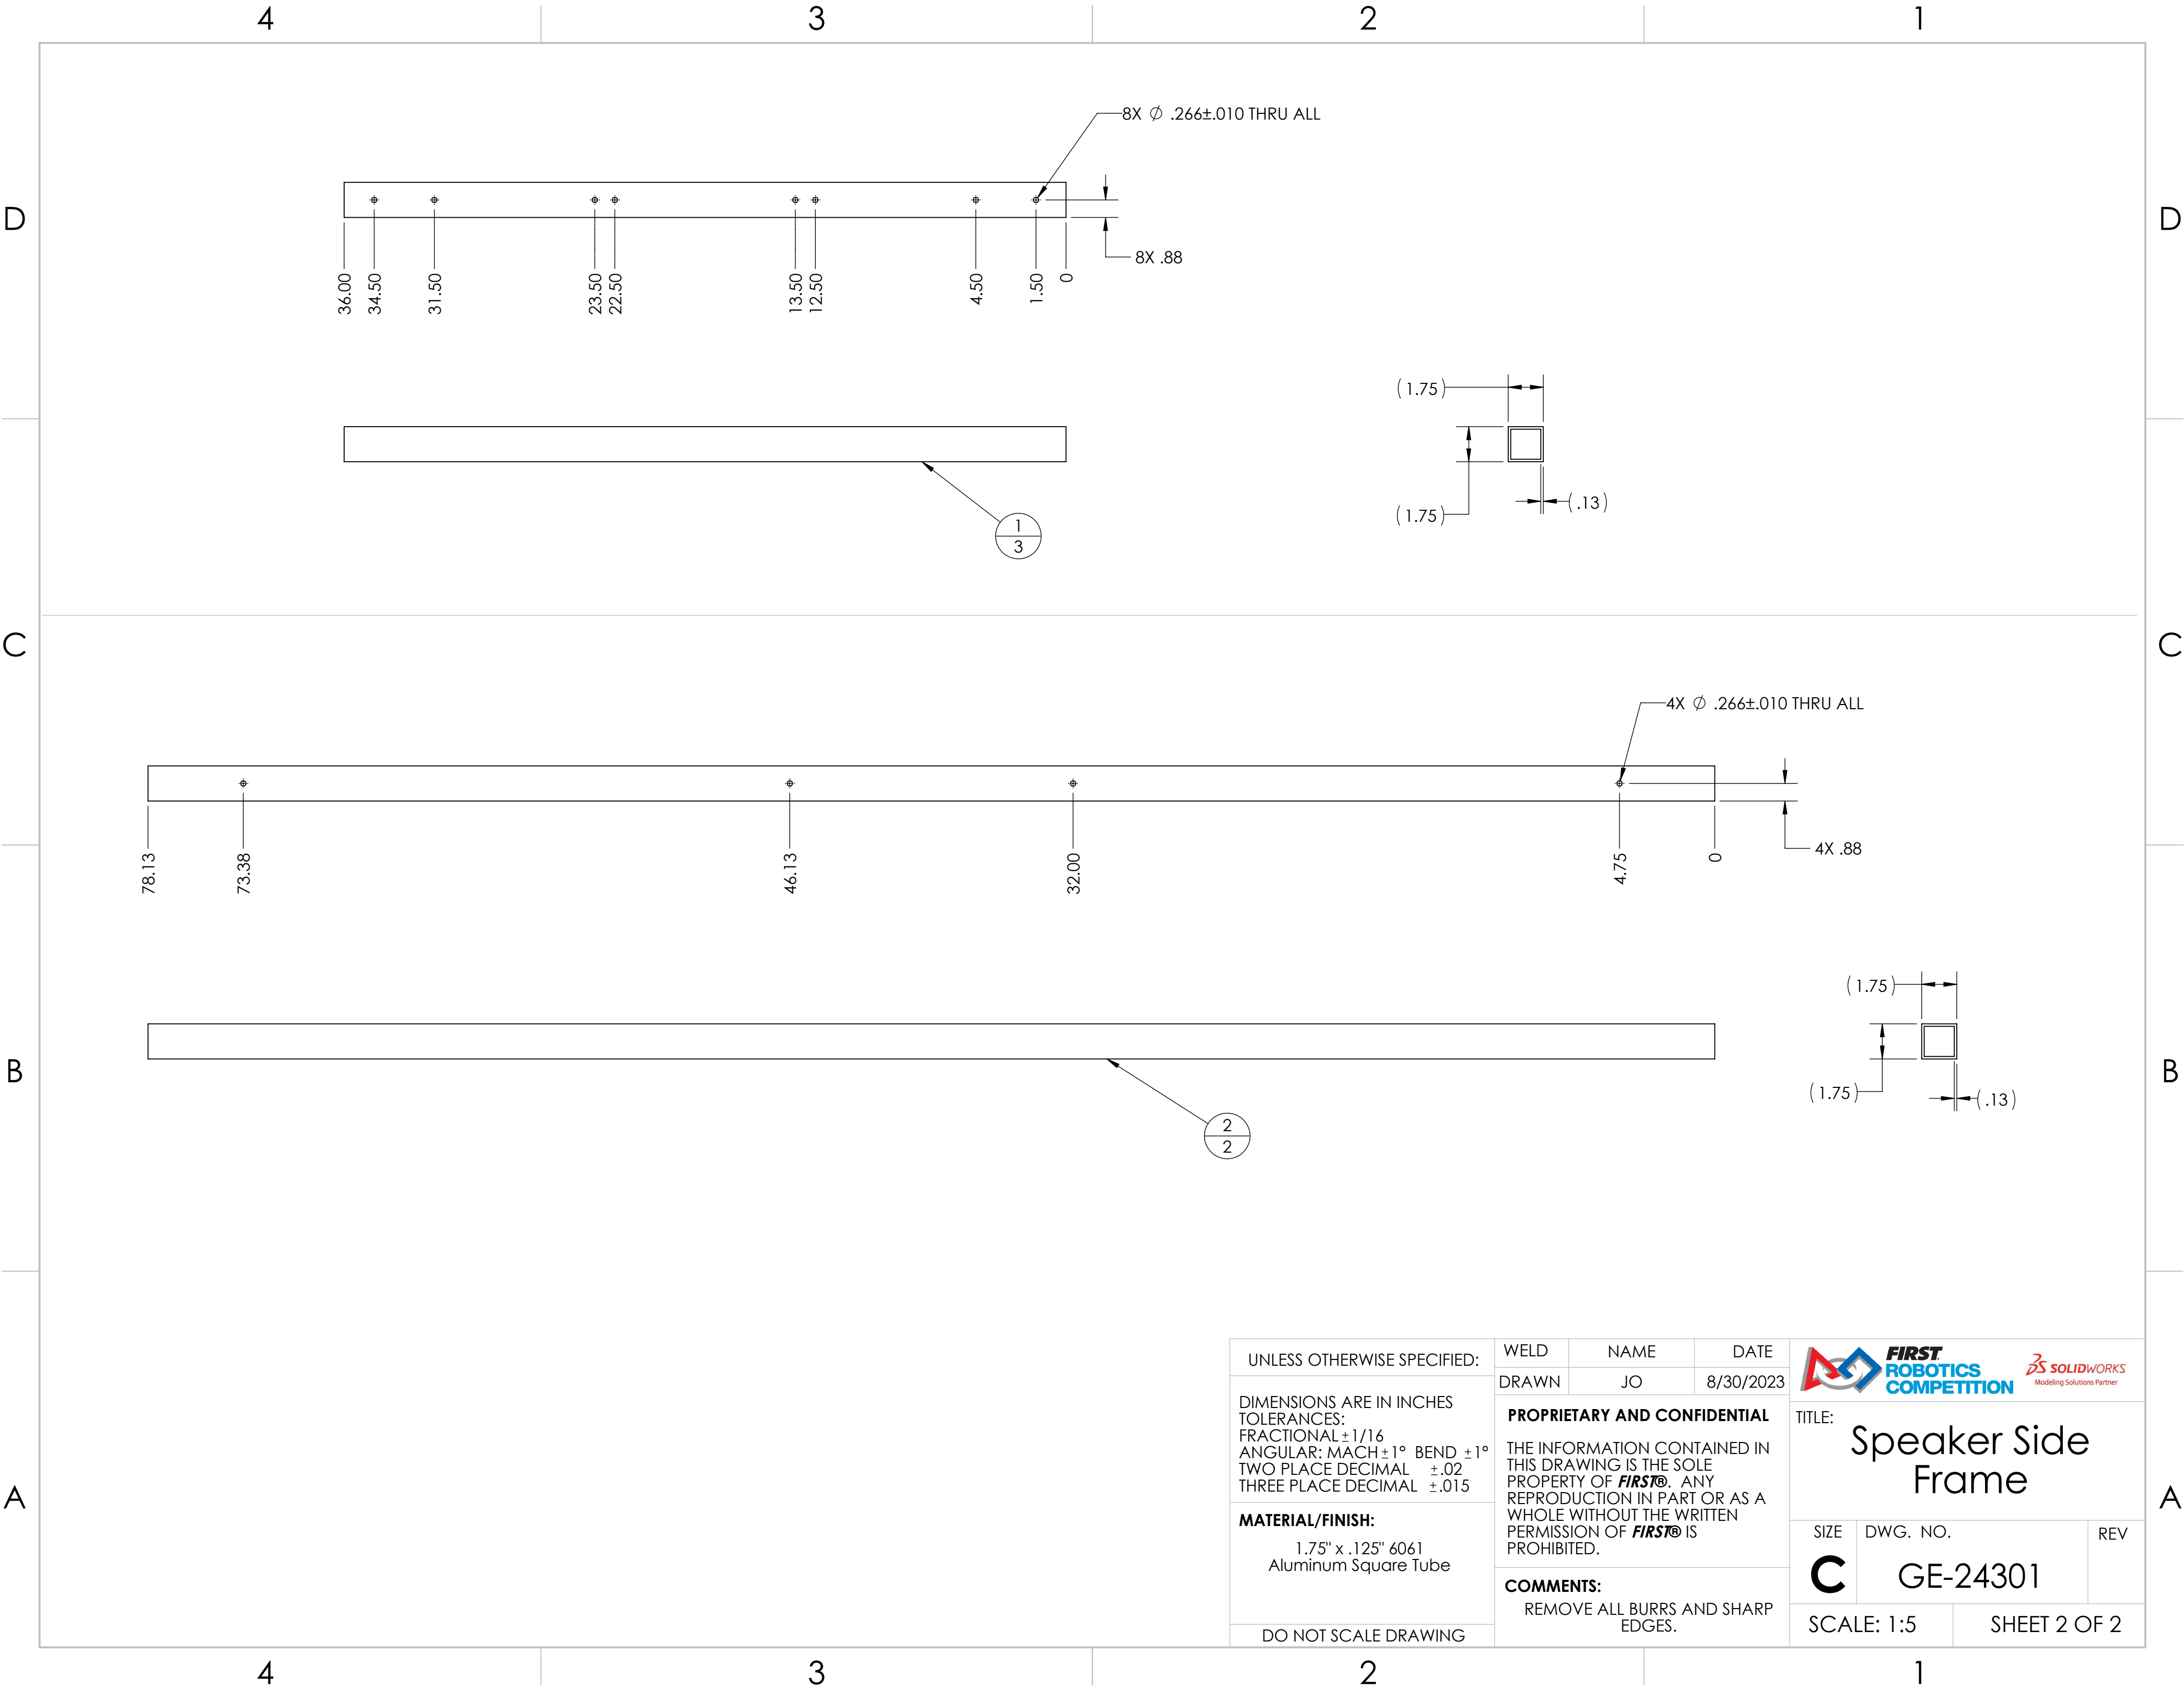 4 3 2 1
8X ∅ .266±.010 THRU ALL
D D
8X .88
36.00 34.50 31.50 23.50 22.50 13.50 12.50 4.50 1.50 0
(1.75)
(1.75)
(.13)
1
3
C C
4X ∅ .266±.010 THRU ALL
4X .88
78.13 73.38 46.13 32.00 4.75 0
(1.75)
B B
(1.75)
(.13)
2
2
UNLESS OTHERWISE SPECIFIED:
DIMENSIONS ARE IN INCHES
TOLERANCES:
FRACTIONAL ±1/16
ANGULAR: MACH ±1° BEND ±1°
TWO PLACE DECIMAL ±.02
THREE PLACE DECIMAL ±.015
MATERIAL/FINISH:
1.75" x .125" 6061
Aluminum Square Tube
DO NOT SCALE DRAWING
WELD NAME DATE
DRAWN JO 8/30/2023
PROPRIETARY AND CONFIDENTIAL
THE INFORMATION CONTAINED IN
THIS DRAWING IS THE SOLE
PROPERTY OF FIRST®. ANY
REPRODUCTION IN PART OR AS A
WHOLE WITHOUT THE WRITTEN
PERMISSION OF FIRST® IS
PROHIBITED.
COMMENTS:
REMOVE ALL BURRS AND SHARP
EDGES.
FIRST
ROBOTICS
COMPETITION
SOLIDWORKS
Modeling Solutions Partner
TITLE:
Speaker Side
Frame
SIZE DWG. NO. REV
C GE-24301
SCALE: 1:5 SHEET 2 OF 2
A A
4 3 2 1